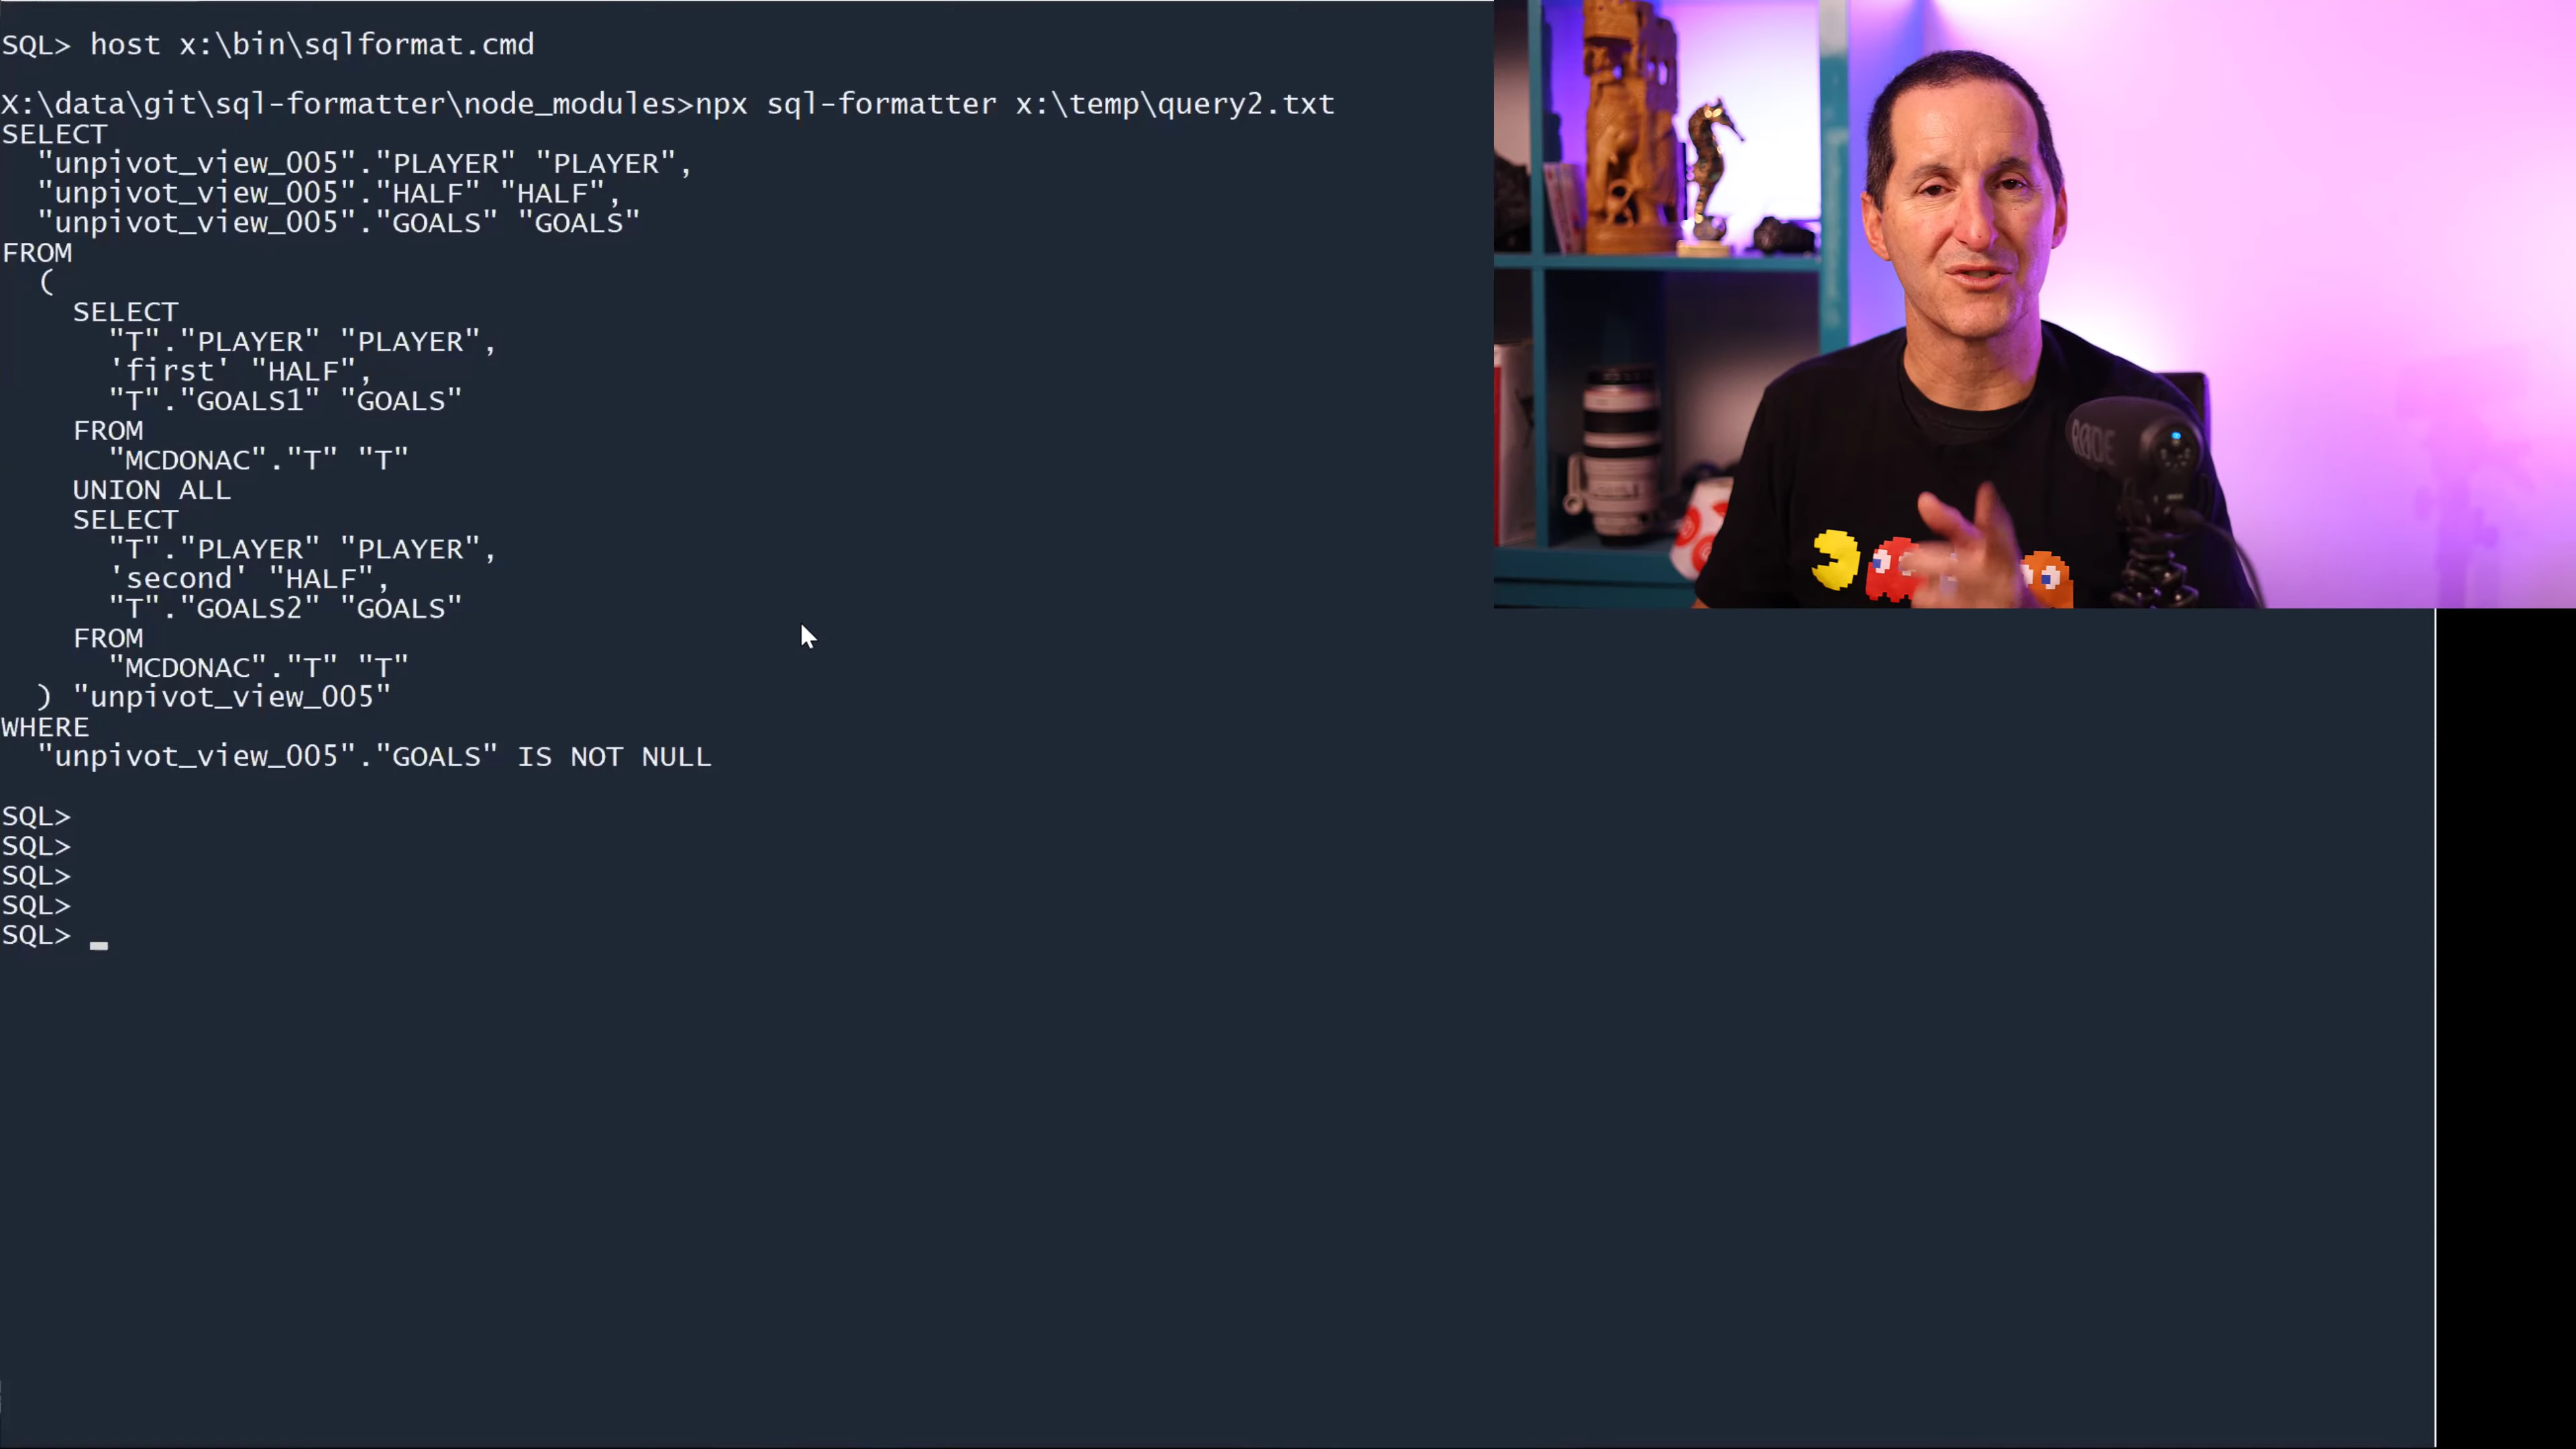 SQL> host x:\bin\sqlformat.cmd
X:\data\git\sql-formatter\node_modules>npx sql-formatter x:\temp\query2.txt
SELECT
  "unpivot_view_005"."PLAYER" "PLAYER",
  "unpivot_view_005"."HALF" "HALF",
  "unpivot_view_005"."GOALS" "GOALS"
FROM
  (
    SELECT
      "T"."PLAYER" "PLAYER",
      'first' "HALF",
      "T"."GOALS1" "GOALS"
    FROM
      "MCDONAC"."T" "T"
    UNION ALL
    SELECT
      "T"."PLAYER" "PLAYER",
      'second' "HALF",
      "T"."GOALS2" "GOALS"
    FROM
      "MCDONAC"."T" "T"
  ) "unpivot_view_005"
WHERE
  "unpivot_view_005"."GOALS" IS NOT NULL
SQL>
SQL>
SQL>
SQL>
SQL> _
RODE